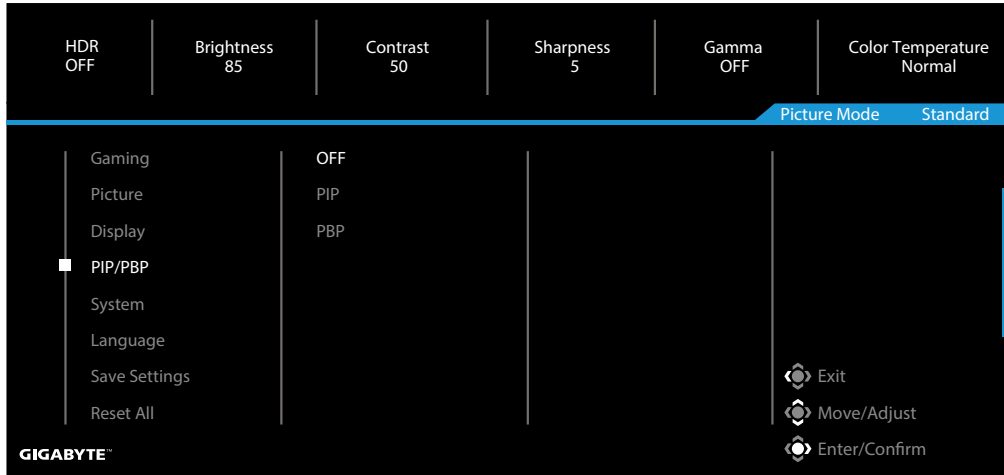 HDR
OFF
Brightness
85
Contrast
50
Sharpness
5
Gamma
OFF
Color Temperature
Normal
Picture Mode Standard
Gaming
Picture
Display
PIP/PBP
System
Language
Save Settings
Reset All
OFF
PIP
PBP
Exit
Move/Adjust
Enter/Confirm
GIGABYTE™